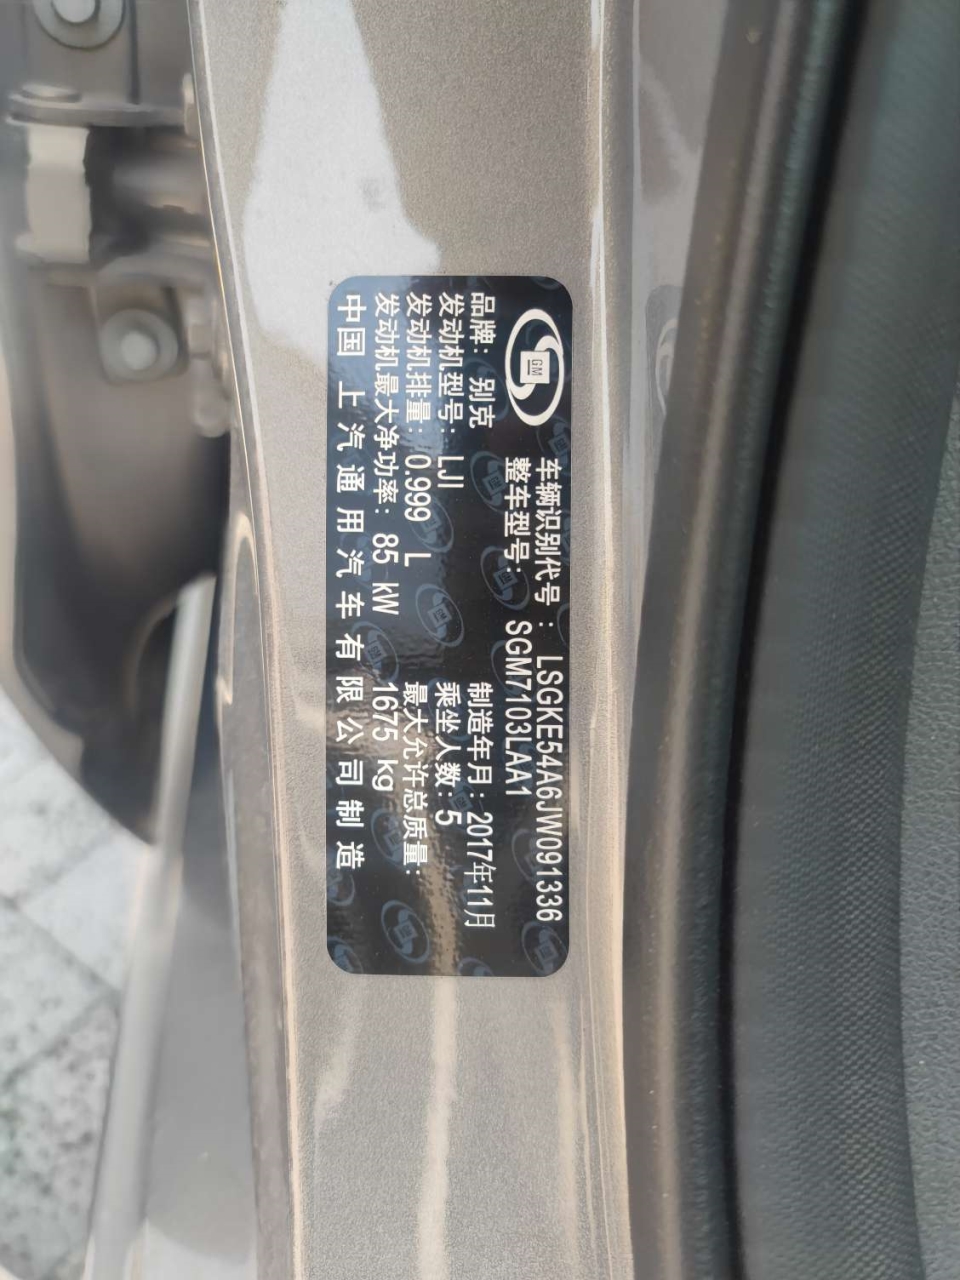 GM
车辆识别代号：LSGKE54A6JW091336
整车型号：SGM7103LAA1
品牌：别克 制造年月：2017年11月
发动机型号：LJI 乘坐人数：5
发动机排量：0.999 L 最大允许总质量：
发动机最大净功率：85 kW 1675 kg
中国 上汽通用汽车有限公司制造